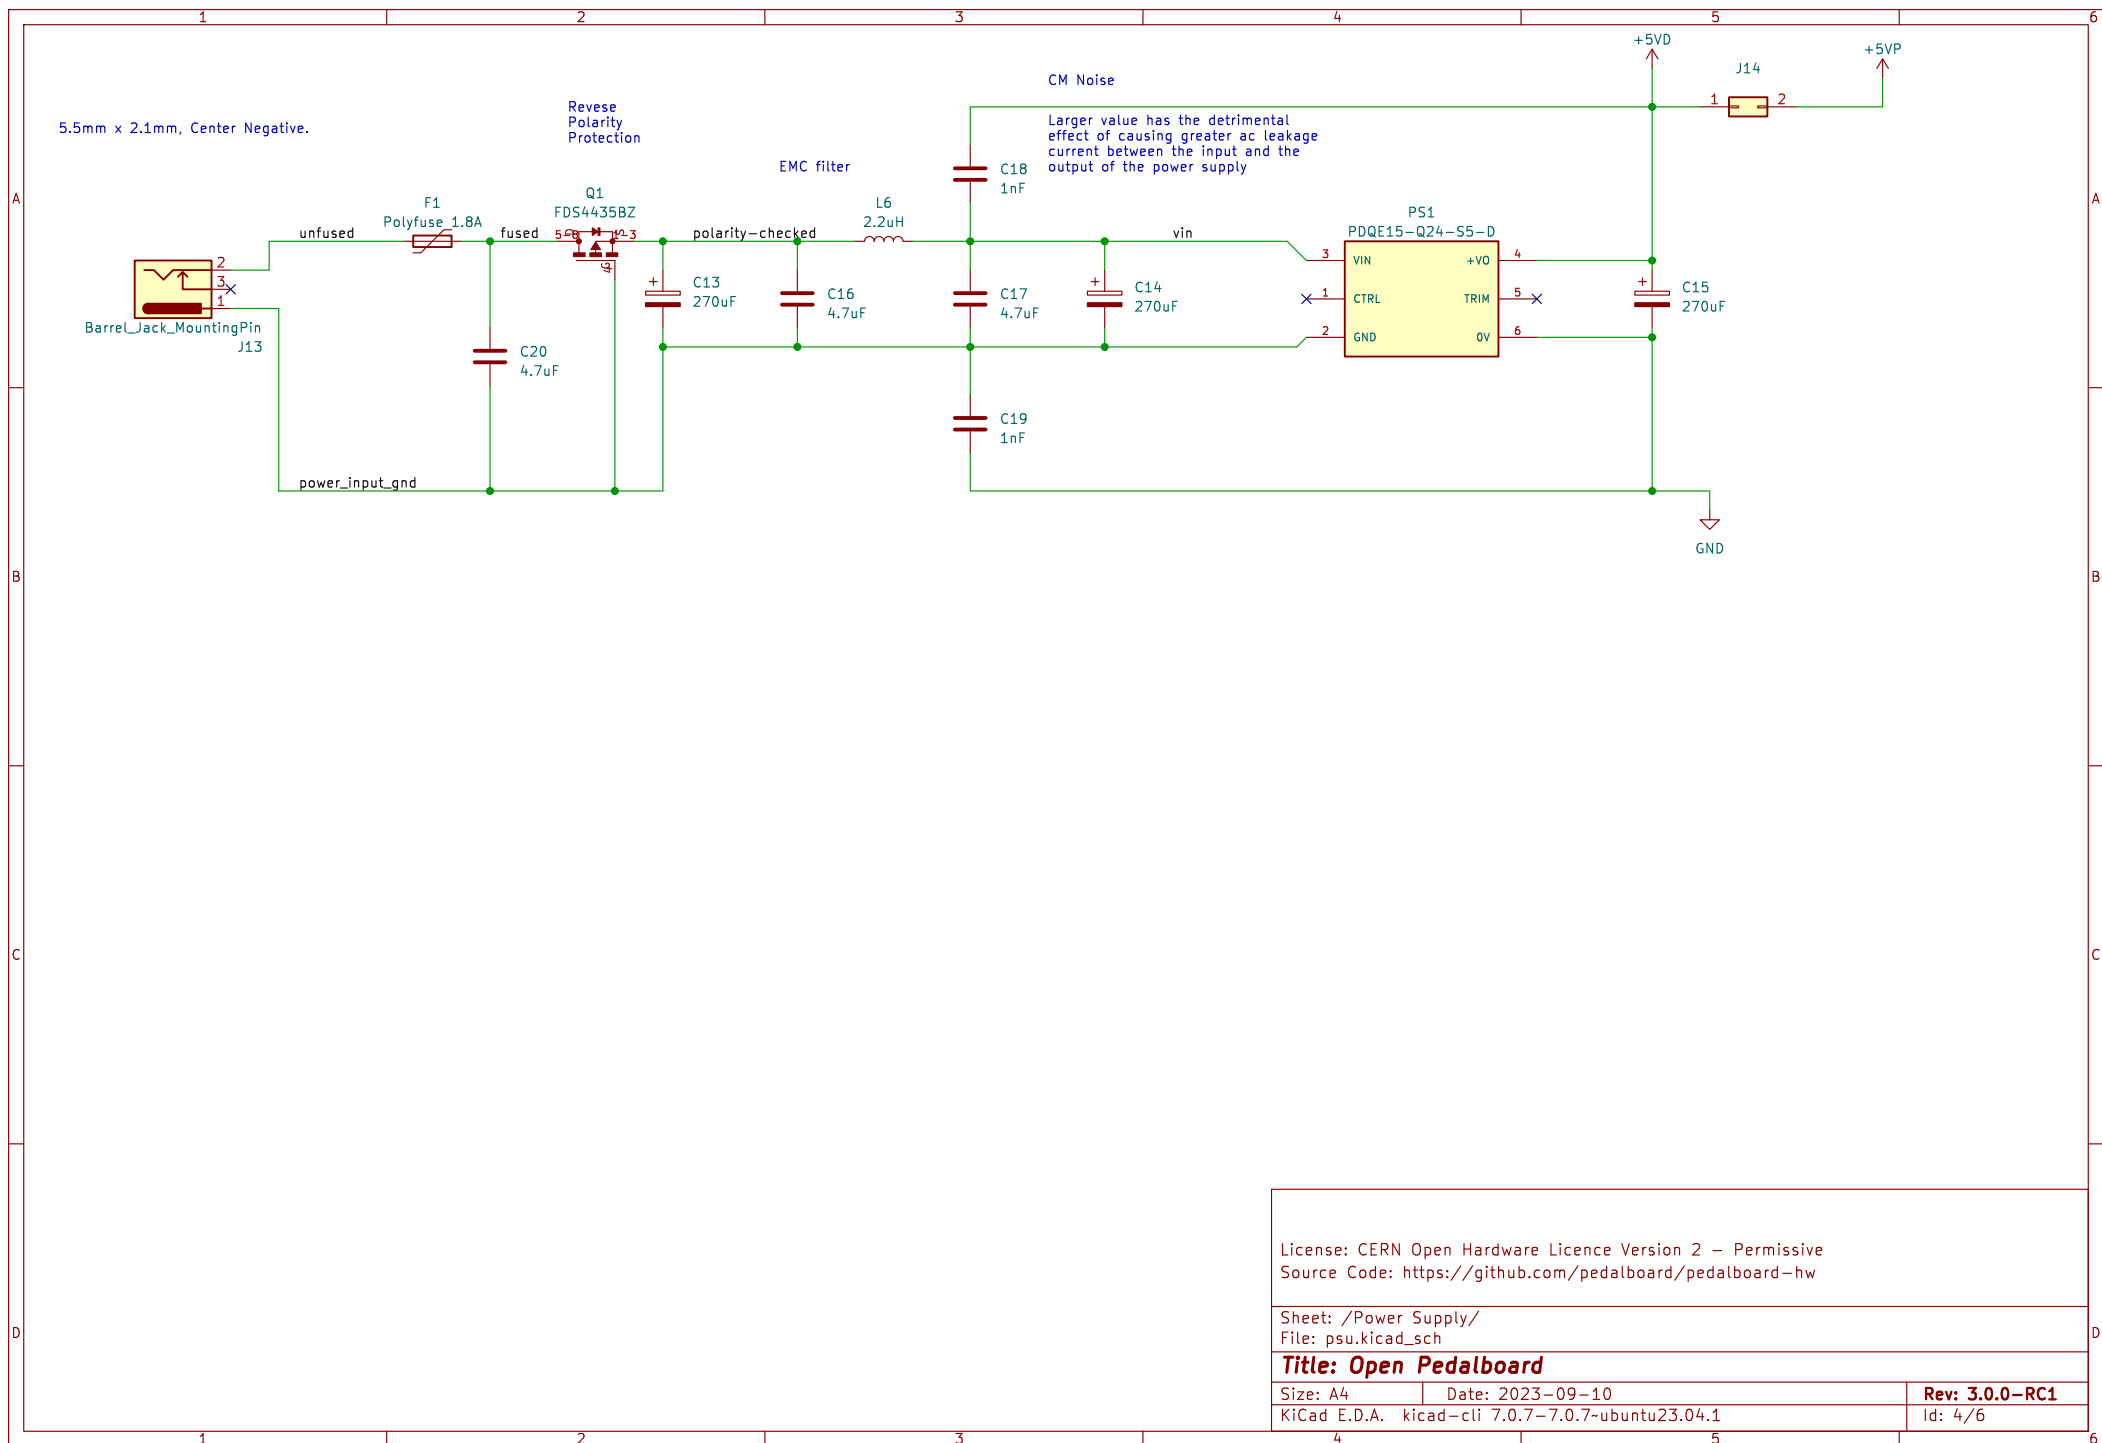 1 2 3 4 5 6
+5VD
+5VP
J14
1 2
CM Noise
Revese
Polarity
Protection
5.5mm x 2.1mm, Center Negative.
Larger value has the detrimental
effect of causing greater ac leakage
current between the input and the
output of the power supply
EMC filter
C18
1nF
A
A
Q1
FDS4435BZ
F1
Polyfuse 1.8A
L6
2.2uH
PS1
PDQE15-Q24-S5-D
unfused
fused
5-8
D
S
1-3
G
4
polarity-checked
vin
2
3
1
Barrel_Jack_MountingPin
J13
3 VIN
1 CTRL
2 GND
+VO 4
TRIM 5
0V 6
+
C13
270uF
C16
4.7uF
C17
4.7uF
+
C14
270uF
+
C15
270uF
C20
4.7uF
C19
1nF
power_input_gnd
GND
B
B
C
C
License: CERN Open Hardware Licence Version 2 - Permissive
Source Code: https://github.com/pedalboard/pedalboard-hw
Sheet: /Power Supply/
File: psu.kicad_sch
D
D
Title: Open Pedalboard
Size: A4
Date: 2023-09-10
Rev: 3.0.0-RC1
KiCad E.D.A. kicad-cli 7.0.7-7.0.7~ubuntu23.04.1
Id: 4/6
1 2 3 4 5 6